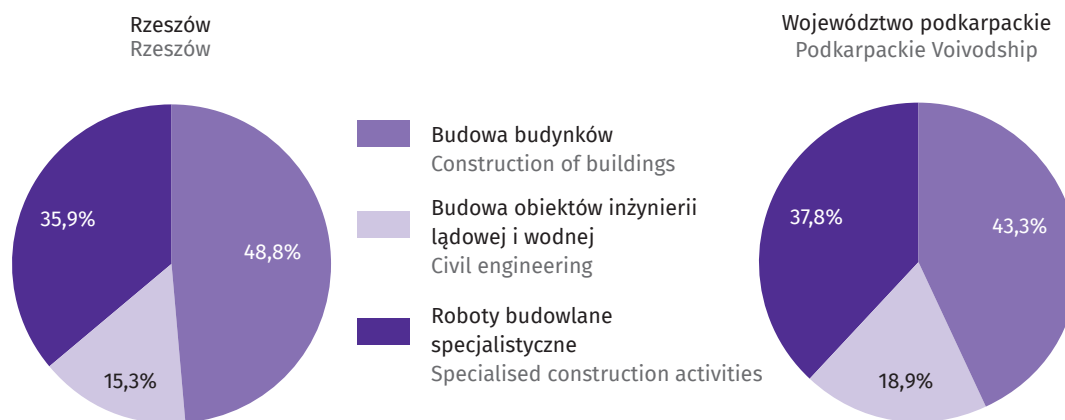 Rzeszów
Rzeszów
35,9%
48,8%
15,3%
Budowa budynków
Construction of buildings
Budowa obiektów inżynierii
lądowej i wodnej
Civil engineering
Roboty budowlane
specjalistyczne
Specialised construction activities
Województwo podkarpackie
Podkarpackie Voivodship
37,8%
43,3%
18,9%